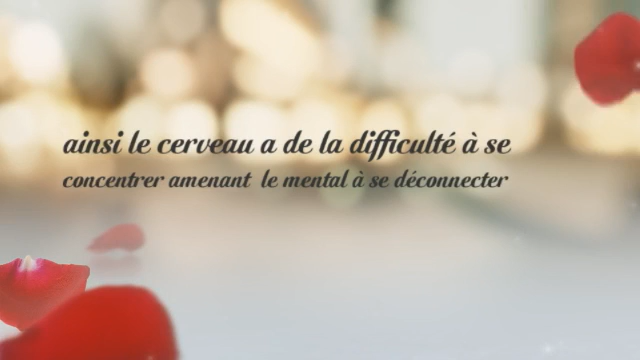 ainsi le cerveau a de la difficulté à se
concentrer amenant le mental à se déconnecter